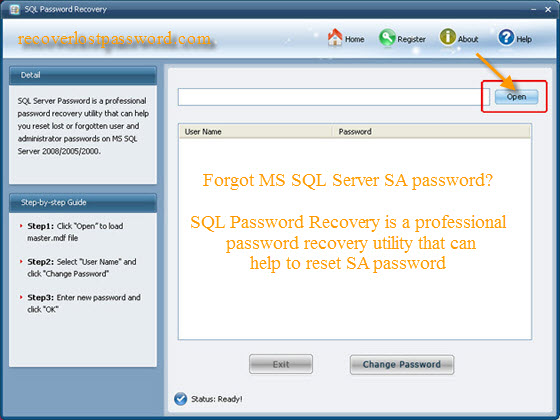 SQL Password Recovery
recoverlostpassword.com
Home
Register
About
Help
Detail
SQL Server Password is a professional
password recovery utility that can help
you reset lost or forgotten user and
administrator passwords on MS SQL
Server 2008/2005/2000.
Step-by-step Guide
Step1: Click "Open" to load
master.mdf file
Step2: Select "User Name" and
click "Change Password"
Step3: Enter new password and
click "OK"
Open
User Name Password
Forgot MS SQL Server SA password?
SQL Password Recovery is a professional
password recovery utility that can
help to reset SA password
Exit
Change Password
Status: Ready!